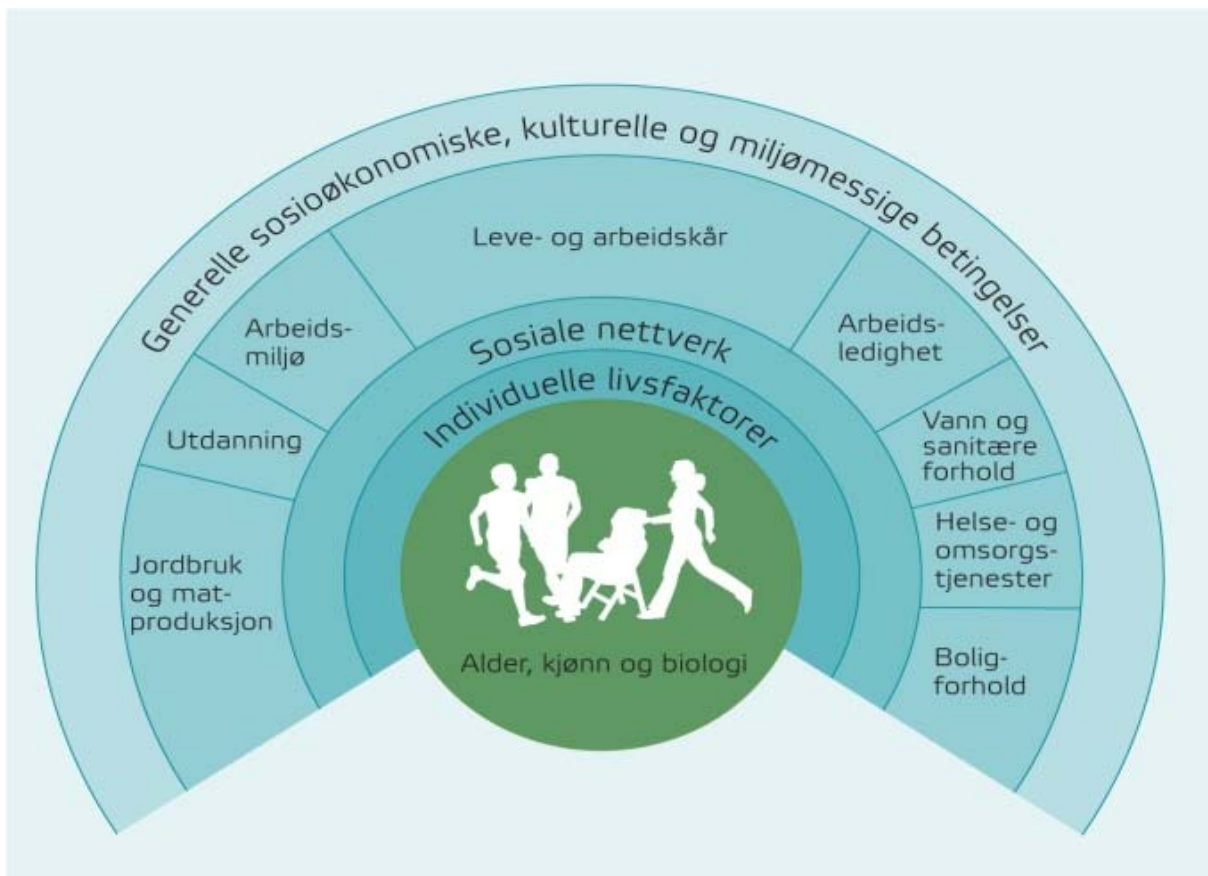 Generelle sosioøkonomiske, kulturelle og miljømessige betingelser
Leve- og arbeidskår
Arbeids-
miljø
Utdanning
Jordbruk
og mat-
produksjon
Arbeids-
ledighet
Vann og
sanitære
forhold
Helse- og
omsorgs-
tjenester
Bolig-
forhold
Sosiale nettverk
Individuelle livsfaktorer
Alder, kjønn og biologi